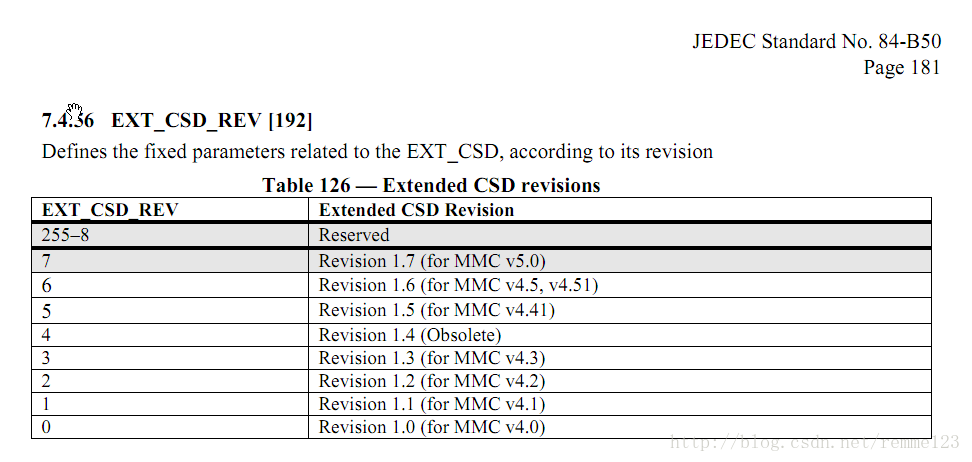 JEDEC Standard No. 84-B50
Page 181
7.4.36 EXT_CSD_REV [192]
Defines the fixed parameters related to the EXT_CSD, according to its revision
Table 126 — Extended CSD revisions
EXT_CSD_REV Extended CSD Revision
255–8 Reserved
7 Revision 1.7 (for MMC v5.0)
6 Revision 1.6 (for MMC v4.5, v4.51)
5 Revision 1.5 (for MMC v4.41)
4 Revision 1.4 (Obsolete)
3 Revision 1.3 (for MMC v4.3)
2 Revision 1.2 (for MMC v4.2)
1 Revision 1.1 (for MMC v4.1)
0 Revision 1.0 (for MMC v4.0)
http://blog.csdn.net/remme123